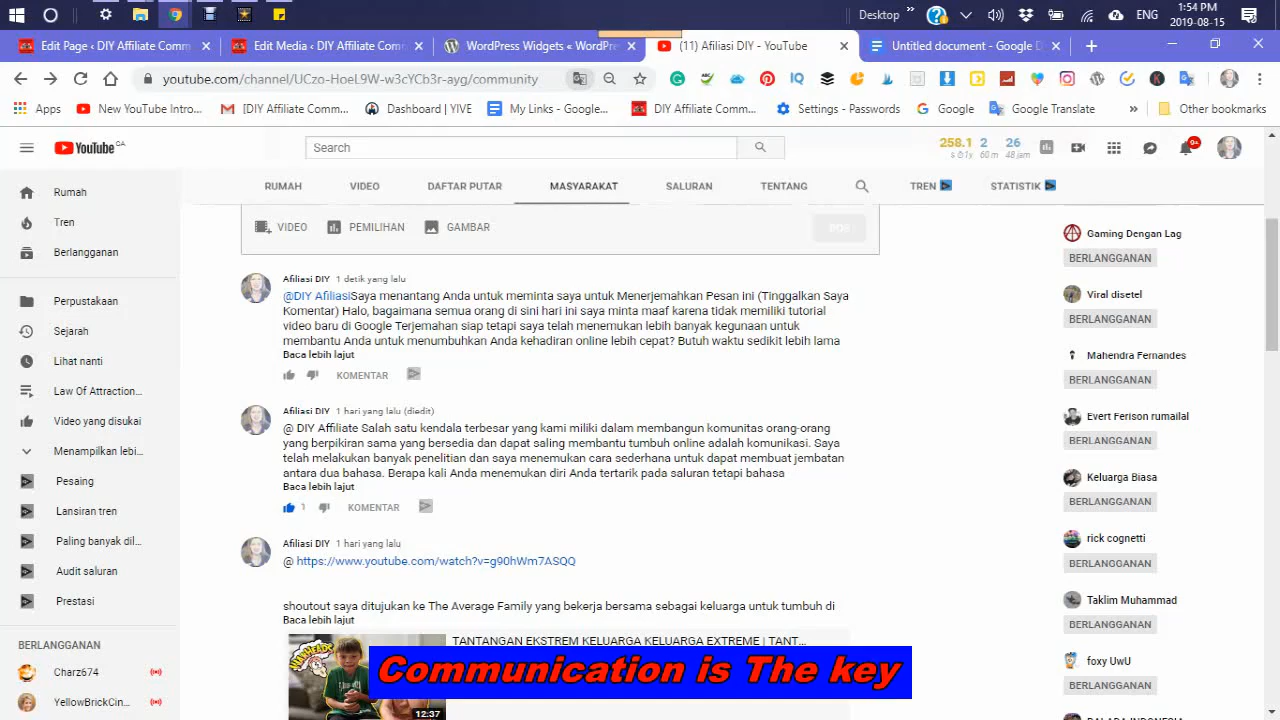 1:54 PM
Desktop
ENG
2019-08-15
Edit Page ‹ DIY Affiliate Comm
Edit Media ‹ DIY Affiliate Comm
WordPress Widgets « WordPre
(11) Afiliasi DIY - YouTube
Untitled document - Google D
youtube.com/channel/UCzo-HoeL9W-w3cYCb3r-ayg/community
Apps
New YouTube Intro...
[DIY Affiliate Comm...
Dashboard | YIVE
My Links - Google...
DIY Affiliate Comm...
Settings - Passwords
Google
Google Translate
Other bookmarks
YouTube CA
Search
258.1 2 26
$ 1y 60 m 48 jam
9+
Rumah
Tren
Berlangganan
Perpustakaan
Sejarah
Lihat nanti
Law Of Attraction...
Video yang disukai
Menampilkan lebi...
Pesaing
Lansiran tren
Paling banyak dil...
Audit saluran
Prestasi
BERLANGGANAN
Charz674
YellowBrickCin...
RUMAH
VIDEO
DAFTAR PUTAR
MASYARAKAT
SALURAN
TENTANG
TREN
STATISTIK
VIDEO
PEMILIHAN
GAMBAR
POS
Afiliasi DIY 1 detik yang lalu
@DIY AfiliasiSaya menantang Anda untuk meminta saya untuk Menerjemahkan Pesan ini (Tinggalkan Saya
Komentar) Halo, bagaimana semua orang di sini hari ini saya minta maaf karena tidak memiliki tutorial
video baru di Google Terjemahan siap tetapi saya telah menemukan lebih banyak kegunaan untuk
membantu Anda untuk menumbuhkan Anda kehadiran online lebih cepat? Butuh waktu sedikit lebih lama
Baca lebih lajut
KOMENTAR
Afiliasi DIY 1 hari yang lalu (diedit)
@ DIY Affiliate Salah satu kendala terbesar yang kami miliki dalam membangun komunitas orang-orang
yang berpikiran sama yang bersedia dan dapat saling membantu tumbuh online adalah komunikasi. Saya
telah melakukan banyak penelitian dan saya menemukan cara sederhana untuk dapat membuat jembatan
antara dua bahasa. Berapa kali Anda menemukan diri Anda tertarik pada saluran tetapi bahasa
Baca lebih lajut
1
KOMENTAR
Afiliasi DIY 1 hari yang lalu
@ https://www.youtube.com/watch?v=g90hWm7ASQQ
shoutout saya ditujukan ke The Average Family yang bekerja bersama sebagai keluarga untuk tumbuh di
Baca lebih lajut
TANTANGAN EKSTREM KELUARGA KELUARGA EXTREME | TANT...
12:37
Communication is The key
Gaming Dengan Lag
BERLANGGANAN
Viral disetel
BERLANGGANAN
Mahendra Fernandes
BERLANGGANAN
Evert Ferison rumailal
BERLANGGANAN
Keluarga Biasa
BERLANGGANAN
rick cognetti
BERLANGGANAN
Taklim Muhammad
BERLANGGANAN
foxy UwU
BERLANGGANAN